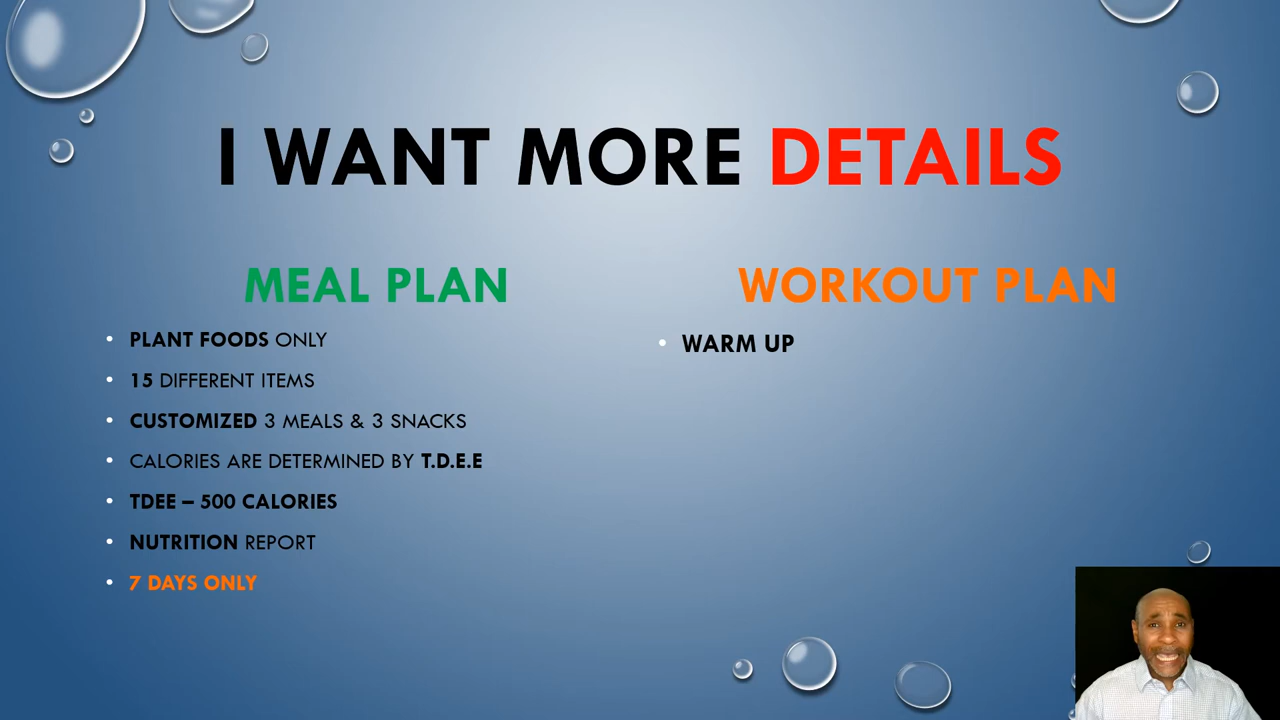 I WANT MORE DETAILS
MEAL PLAN
PLANT FOODS ONLY
15 DIFFERENT ITEMS
CUSTOMIZED 3 MEALS & 3 SNACKS
CALORIES ARE DETERMINED BY T.D.E.E
TDEE – 500 CALORIES
NUTRITION REPORT
7 DAYS ONLY
WORKOUT PLAN
WARM UP